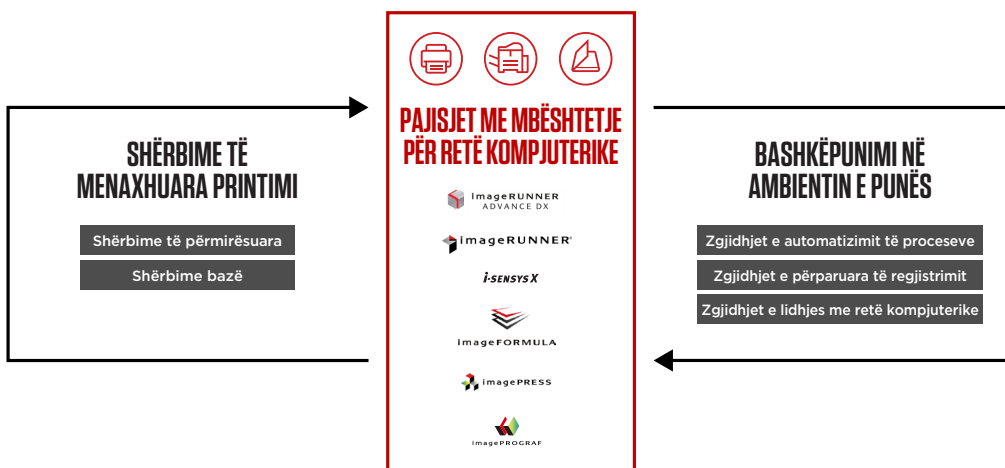 SHËRBIME TË
MENAXHUARA PRINTIMI
Shërbime të përmirësuara
Shërbime bazë
PAJISJET ME MBËSHTETJE
PËR RETË KOMPJUTERIKE
imageRUNNER
ADVANCE DX
imageRUNNER®
i-SENSYS X
imageFORMULA
imagePRESS
imagePROGRAF
BASHKËPUNIMI NË
AMBIENTIN E PUNËS
Zgjidhjet e automatizimit të proceseve
Zgjidhjet e përparuara të regjistrimit
Zgjidhjet e lidhjes me retë kompjuterike